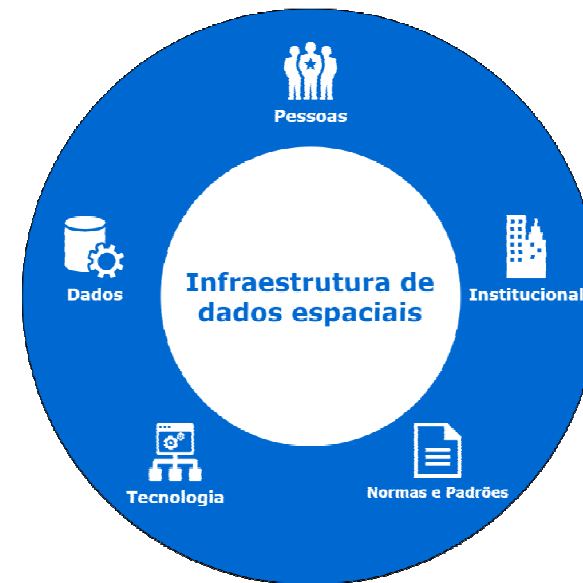 Pessoas
Dados
Infraestrutura de
dados espaciais
Institucional
Tecnologia
Normas e Padrões